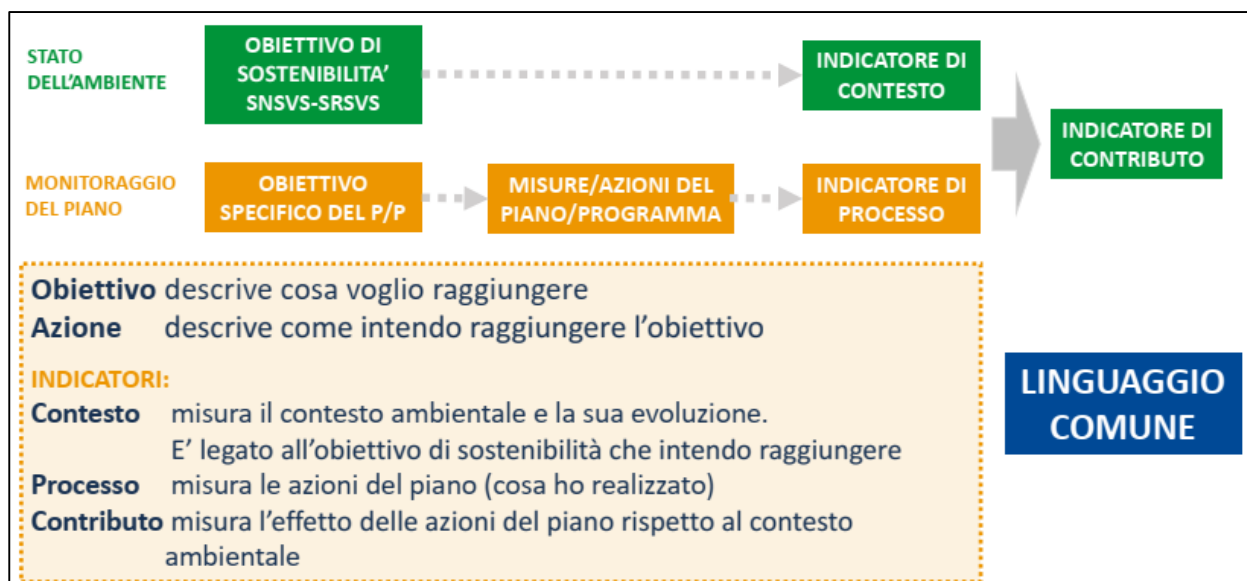 STATO
DELL'AMBIENTE
OBIETTIVO DI
SOSTENIBILITA'
SNSVS-SRSVS
INDICATORE DI
CONTESTO
INDICATORE DI
CONTRIBUTO
MONITORAGGIO
DEL PIANO
OBIETTIVO
SPECIFICO DEL P/P
MISURE/AZIONI DEL
PIANO/PROGRAMMA
INDICATORE DI
PROCESSO
Obiettivo descrive cosa voglio raggiungere
Azione descrive come intendo raggiungere l'obiettivo
INDICATORI:
Contesto misura il contesto ambientale e la sua evoluzione.
E' legato all'obiettivo di sostenibilità che intendo raggiungere
Processo misura le azioni del piano (cosa ho realizzato)
Contributo misura l'effetto delle azioni del piano rispetto al contesto
ambientale
LINGUAGGIO
COMUNE